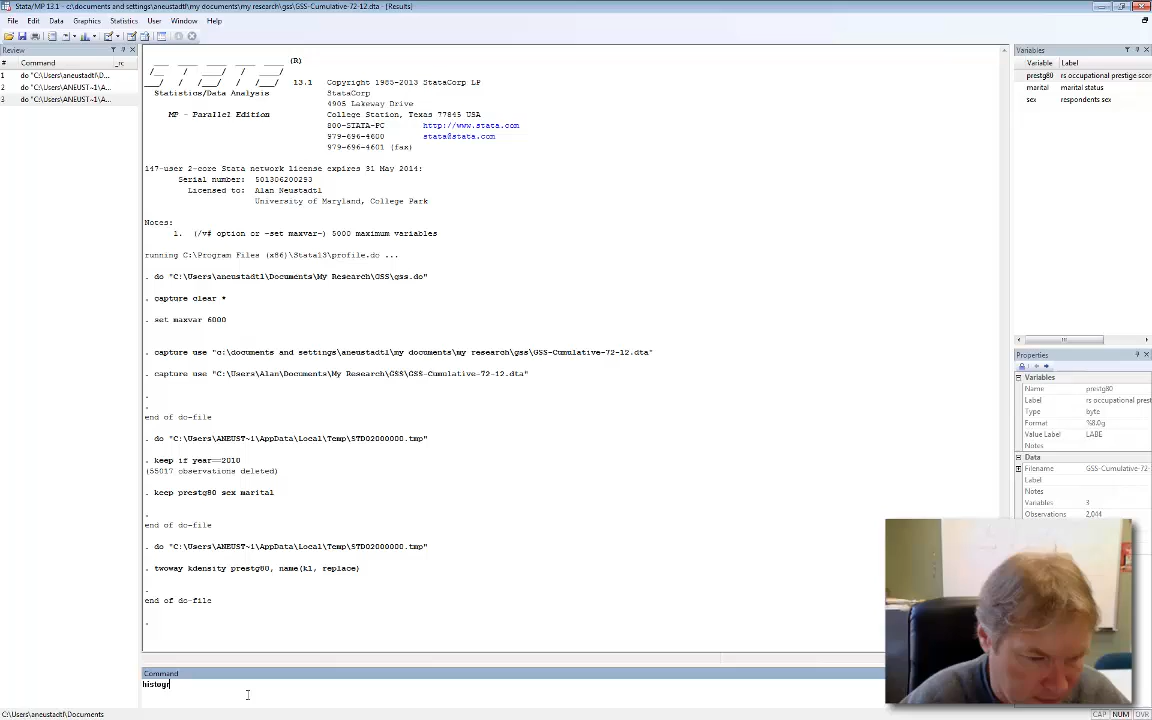 Stata/MP 13.1 - c:\documents and settings\aneustadtl\my documents\my research\gss\GSS-Cumulative-72-12.dta - [Results]
File Edit Data Graphics Statistics User Window Help
Review
# Command _rc
1 do "C:\Users\aneustadtl\D...
2 do "C:\Users\ANEUST~1\A...
3 do "C:\Users\ANEUST~1\A...
(R)
13.1 Copyright 1985-2013 StataCorp LP
Statistics/Data Analysis StataCorp
4905 Lakeway Drive
MP - Parallel Edition College Station, Texas 77845 USA
800-STATA-PC http://www.stata.com
979-696-4600 stata@stata.com
979-696-4601 (fax)
147-user 2-core Stata network license expires 31 May 2014:
Serial number: 501306200293
Licensed to: Alan Neustadtl
University of Maryland, College Park
Notes:
1. (/v# option or -set maxvar-) 5000 maximum variables
running C:\Program Files (x86)\Stata13\profile.do ...
. do "C:\Users\aneustadtl\Documents\My Research\GSS\gss.do"
. capture clear *
. set maxvar 6000
. capture use "c:\documents and settings\aneustadtl\my documents\my research\gss\GSS-Cumulative-72-12.dta"
. capture use "C:\Users\Alan\Documents\My Research\GSS\GSS-Cumulative-72-12.dta"
.
.
end of do-file
. do "C:\Users\ANEUST~1\AppData\Local\Temp\STD02000000.tmp"
. keep if year==2010
(55017 observations deleted)
. keep prestg80 sex marital
.
end of do-file
. do "C:\Users\ANEUST~1\AppData\Local\Temp\STD02000000.tmp"
. twoway kdensity prestg80, name(k1, replace)
.
end of do-file
.
Command
histogr
Variables
Variable Label
prestg80 rs occupational prestige scor
marital marital status
sex respondents sex
Properties
Variables
Name prestg80
Label rs occupational prest
Type byte
Format %8.0g
Value Label LABE
Notes
Data
Filename GSS-Cumulative-72-
Label
Notes
Variables 3
Observations 2,044
C:\Users\aneustadtl\Documents
CAP NUM OVR